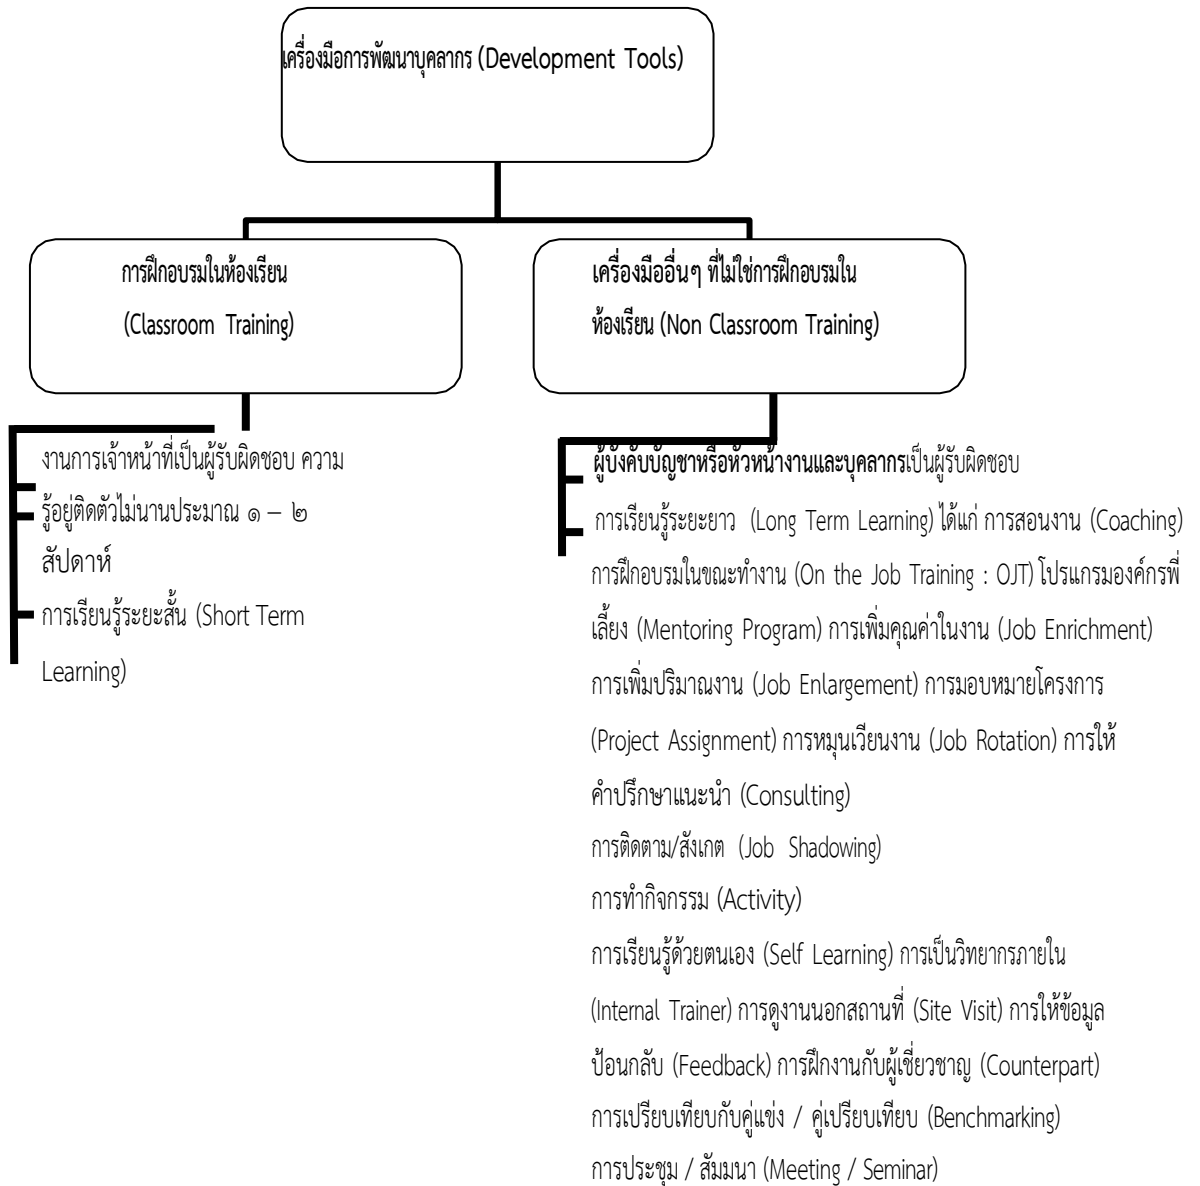 เครื่องมือการพัฒนาบุคลากร (Development Tools)
การฝึกอบรมในห้องเรียน
(Classroom Training)
เครื่องมืออื่นๆ ที่ไม่ใช่การฝึกอบรมใน
ห้องเรียน (Non Classroom Training)
งานการเจ้าหน้าที่เป็นผู้รับผิดชอบ ความ
รู้อยู่ติดตัวไม่นานประมาณ ๑ – ๒
สัปดาห์
การเรียนรู้ระยะสั้น (Short Term
Learning)
ผู้บังคับบัญชาหรือหัวหน้างานและบุคลากรเป็นผู้รับผิดชอบ
การเรียนรู้ระยะยาว (Long Term Learning) ได้แก่ การสอนงาน (Coaching)
การฝึกอบรมในขณะทำงาน (On the Job Training : OJT) โปรแกรมองค์กรพี่
เลี้ยง (Mentoring Program) การเพิ่มคุณค่าในงาน (Job Enrichment)
การเพิ่มปริมาณงาน (Job Enlargement) การมอบหมายโครงการ
(Project Assignment) การหมุนเวียนงาน (Job Rotation) การให้
คำปรึกษาแนะนำ (Consulting)
การติดตาม/สังเกต (Job Shadowing)
การทำกิจกรรม (Activity)
การเรียนรู้ด้วยตนเอง (Self Learning) การเป็นวิทยากรภายใน
(Internal Trainer) การดูงานนอกสถานที่ (Site Visit) การให้ข้อมูล
ป้อนกลับ (Feedback) การฝึกงานกับผู้เชี่ยวชาญ (Counterpart)
การเปรียบเทียบกับคู่แข่ง / คู่เปรียบเทียบ (Benchmarking)
การประชุม / สัมมนา (Meeting / Seminar)